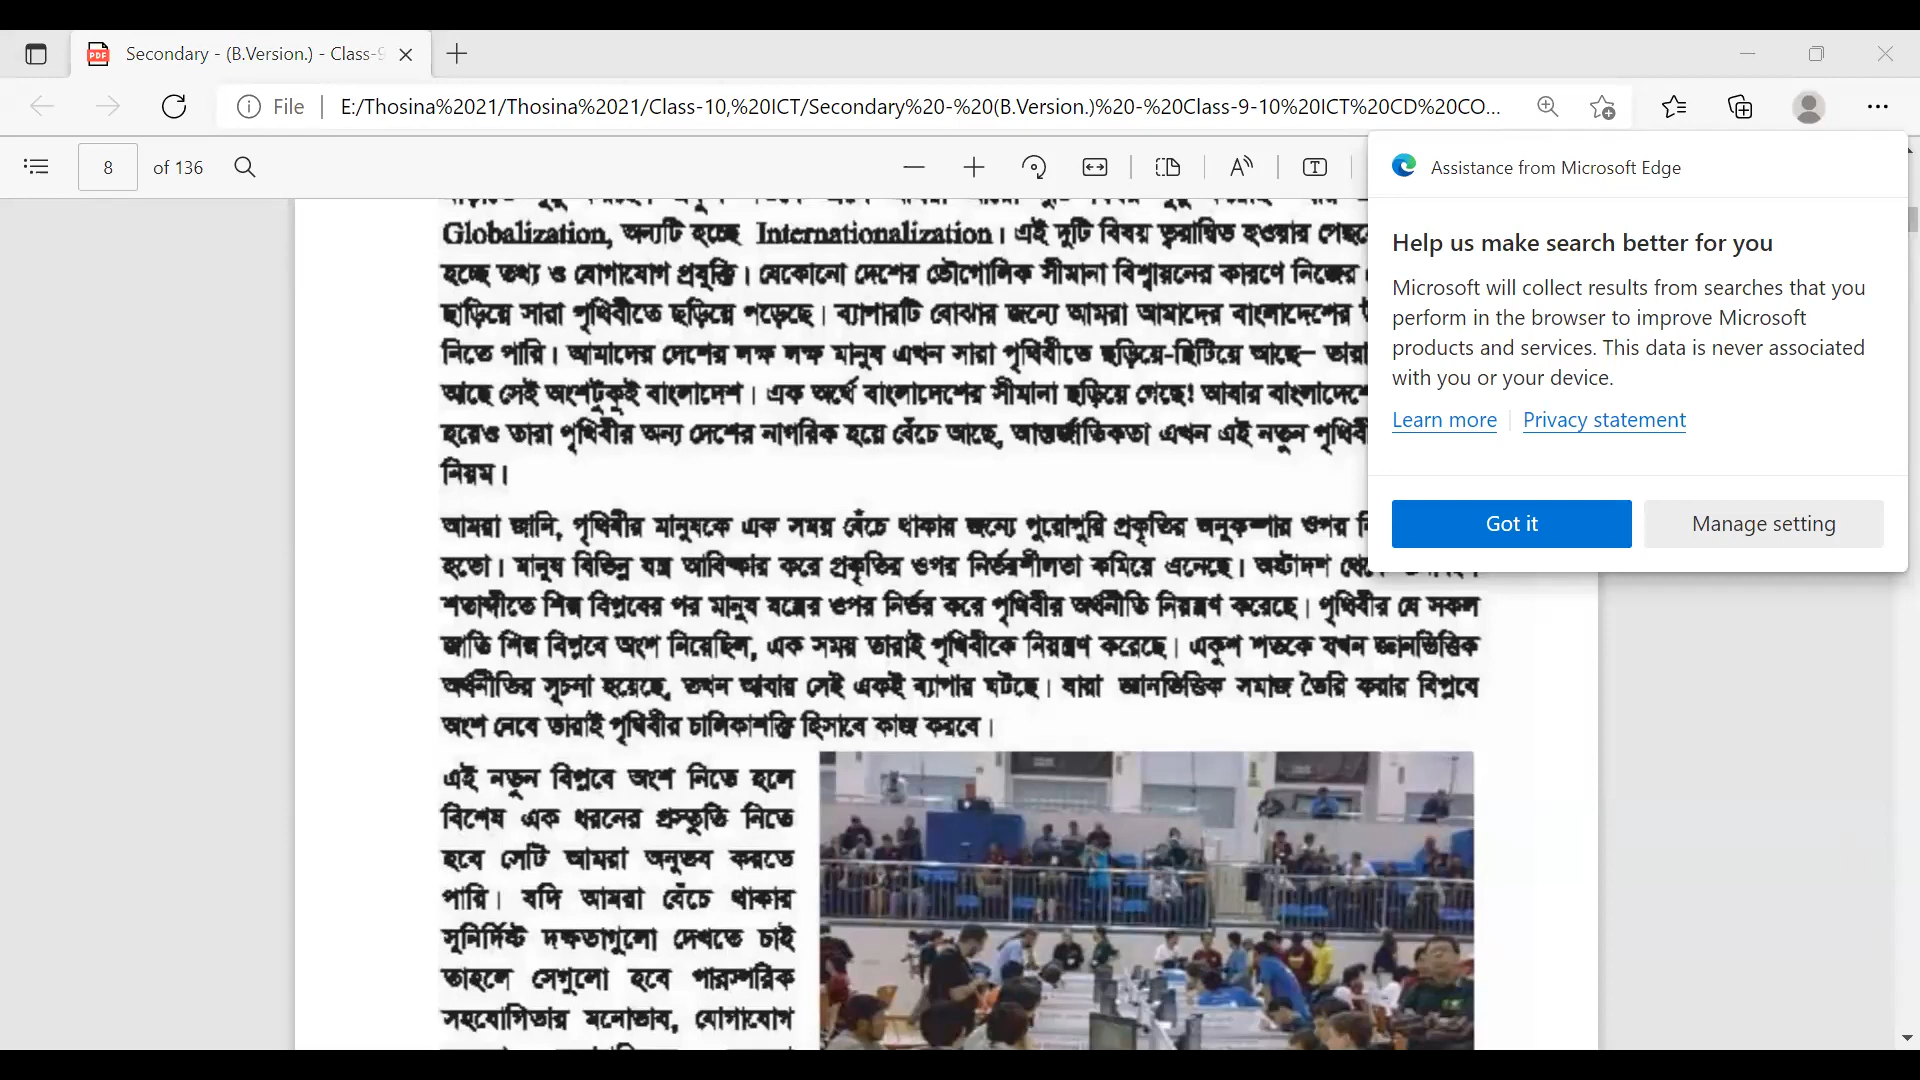 Secondary - (B.Version.) - Class-9
File
E:/Thosina%2021/Thosina%2021/Class-10,%20ICT/Secondary%20-%20(B.Version.)%20-%20Class-9-10%20ICT%20CD%20CO...
8 of 136
Globalization, অন্যটি হচ্ছে Internationalization। এই দুটি বিষয় ত্বরান্বিত হওয়ার পেছনে
হচ্ছে তথ্য ও যোগাযোগ প্রযুক্তি। যেকোনো দেশের ভৌগোলিক সীমানা বিশ্বায়নের কারণে নিজের
ছাড়িয়ে সারা পৃথিবীতে ছড়িয়ে পড়েছে। ব্যাপারটি বোঝার জন্যে আমরা আমাদের বাংলাদেশের
নিতে পারি। আমাদের দেশের লক্ষ লক্ষ মানুষ এখন সারা পৃথিবীতে ছড়িয়ে-ছিটিয়ে আছে– তারা
আছে সেই অংশটুকুই বাংলাদেশ। এক অর্থে বাংলাদেশের সীমানা ছড়িয়ে গেছে! আবার বাংলাদেশে
হয়েও তারা পৃথিবীর অন্য দেশের নাগরিক হয়ে বেঁচে আছে, আন্তর্জাতিকতা এখন এই নতুন পৃথিবী
নিয়ম।
আমরা জানি, পৃথিবীর মানুষকে এক সময় বেঁচে থাকার জন্যে পুরোপুরি প্রকৃতির অনুকম্পার ওপর
হতো। মানুষ বিভিন্ন যন্ত্র আবিষ্কার করে প্রকৃতির ওপর নির্ভরশীলতা কমিয়ে এনেছে। অষ্টাদশ
শতাব্দীতে শিল্প বিপ্লবের পর মানুষ যন্ত্রের ওপর নির্ভর করে পৃথিবীর অর্থনীতি নিয়ন্ত্রণ করেছে। পৃথিবীর যে সকল
জাতি শিল্প বিপ্লবে অংশ নিয়েছিল, এক সময় তারাই পৃথিবীকে নিয়ন্ত্রণ করেছে। একুশ শতকে যখন জ্ঞানভিত্তিক
অর্থনীতির সূচনা হয়েছে, তখন আবার সেই একই ব্যাপার ঘটছে। যারা জ্ঞানভিত্তিক সমাজ তৈরি করার বিপ্লবে
অংশ নেবে তারাই পৃথিবীর চালিকাশক্তি হিসাবে কাজ করবে।
এই নতুন বিপ্লবে অংশ নিতে হলে
বিশেষ এক ধরনের প্রস্তুতি নিতে
হবে সেটি আমরা অনুভব করতে
পারি। যদি আমরা বেঁচে থাকার
সুনির্দিষ্ট দক্ষতাগুলো দেখতে চাই
তাহলে সেগুলো হবে পারস্পরিক
সহযোগিতার মনোভাব, যোগাযোগ
Assistance from Microsoft Edge
Help us make search better for you
Microsoft will collect results from searches that you
perform in the browser to improve Microsoft
products and services. This data is never associated
with you or your device.
Learn more
Privacy statement
Got it
Manage setting